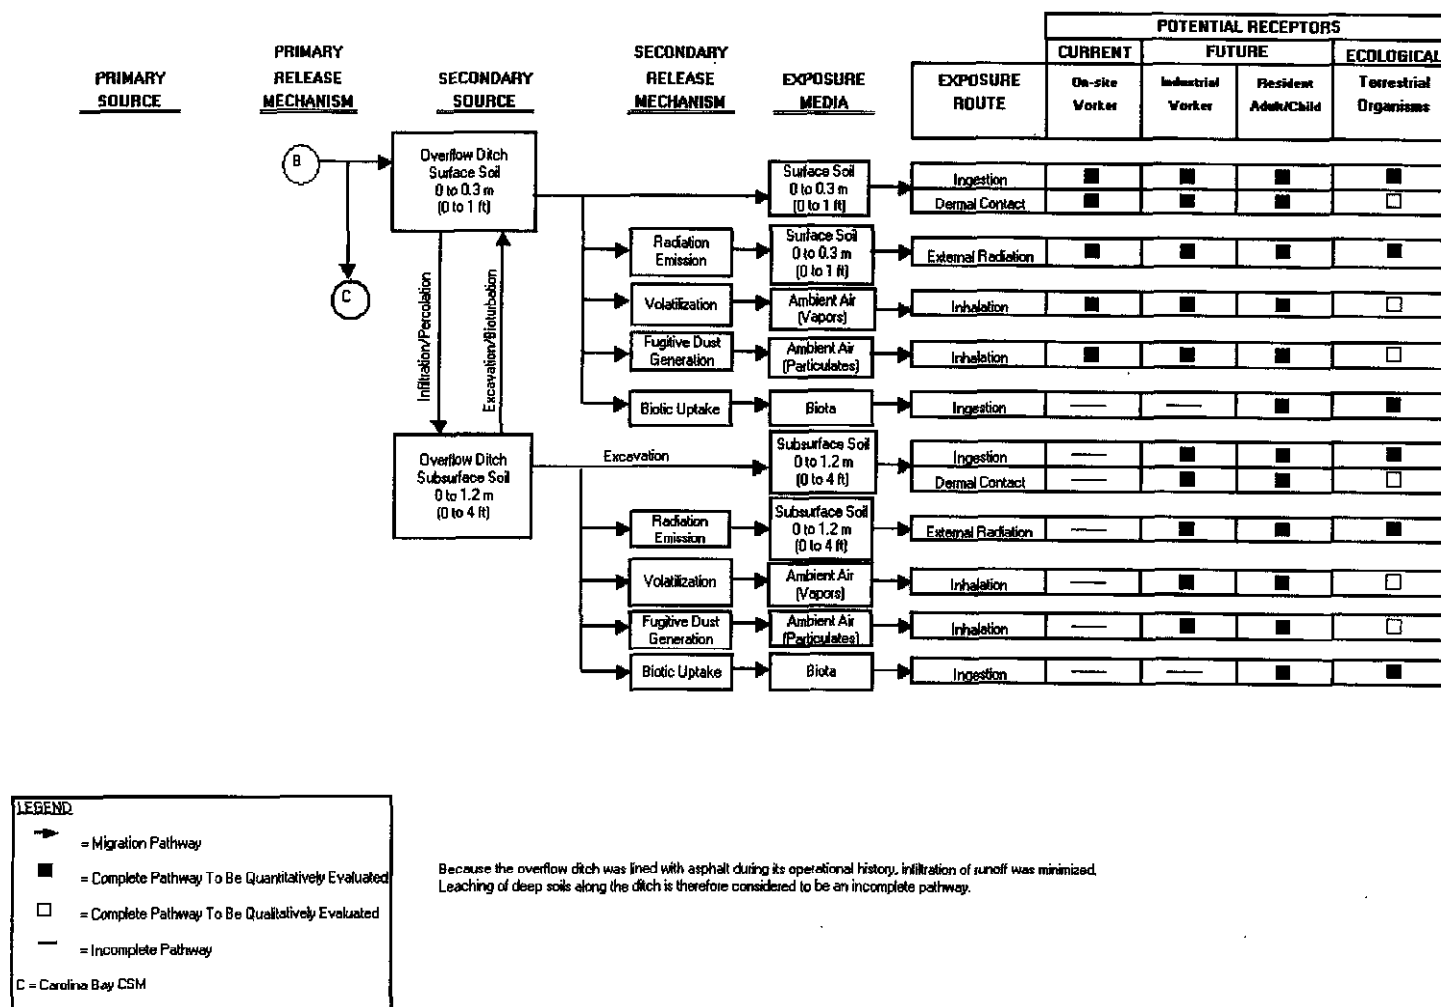 POTENTIAL RECEPTORS
CURRENT
FUTURE
ECOLOGICAL
PRIMARY
SOURCE
PRIMARY
RELEASE
MECHANISM
SECONDARY
SOURCE
SECONDARY
RELEASE
MECHANISM
EXPOSURE
MEDIA
EXPOSURE
ROUTE
On-site
Worker
Industrial
Worker
Resident
Adult/Child
Terrestrial
Organisms
B
C
Overflow Ditch
Surface Soil
0 to 0.3 m
(0 to 1 ft)
Surface Soil
0 to 0.3 m
(0 to 1 ft)
Ingestion
Dermal Contact
Radiation
Emission
Surface Soil
0 to 0.3 m
(0 to 1 ft)
External Radiation
Volatilization
Ambient Air
(Vapors)
Inhalation
Fugitive Dust
Generation
Ambient Air
(Particulates)
Inhalation
Biotic Uptake
Biota
Ingestion
Infiltration/Percolation
Excavation/Bioturbation
Overflow Ditch
Subsurface Soil
0 to 1.2 m
(0 to 4 ft)
Excavation
Subsurface Soil
0 to 1.2 m
(0 to 4 ft)
Ingestion
Dermal Contact
Radiation
Emission
Subsurface Soil
0 to 1.2 m
(0 to 4 ft)
External Radiation
Volatilization
Ambient Air
(Vapors)
Inhalation
Fugitive Dust
Generation
Ambient Air
(Particulates)
Inhalation
Biotic Uptake
Biota
Ingestion
LEGEND
= Migration Pathway
= Complete Pathway To Be Quantitatively Evaluated
= Complete Pathway To Be Qualitatively Evaluated
= Incomplete Pathway
C = Carolina Bay CSM
Because the overflow ditch was lined with asphalt during its operational history, infiltration of runoff was minimized.
Leaching of deep soils along the ditch is therefore considered to be an incomplete pathway.